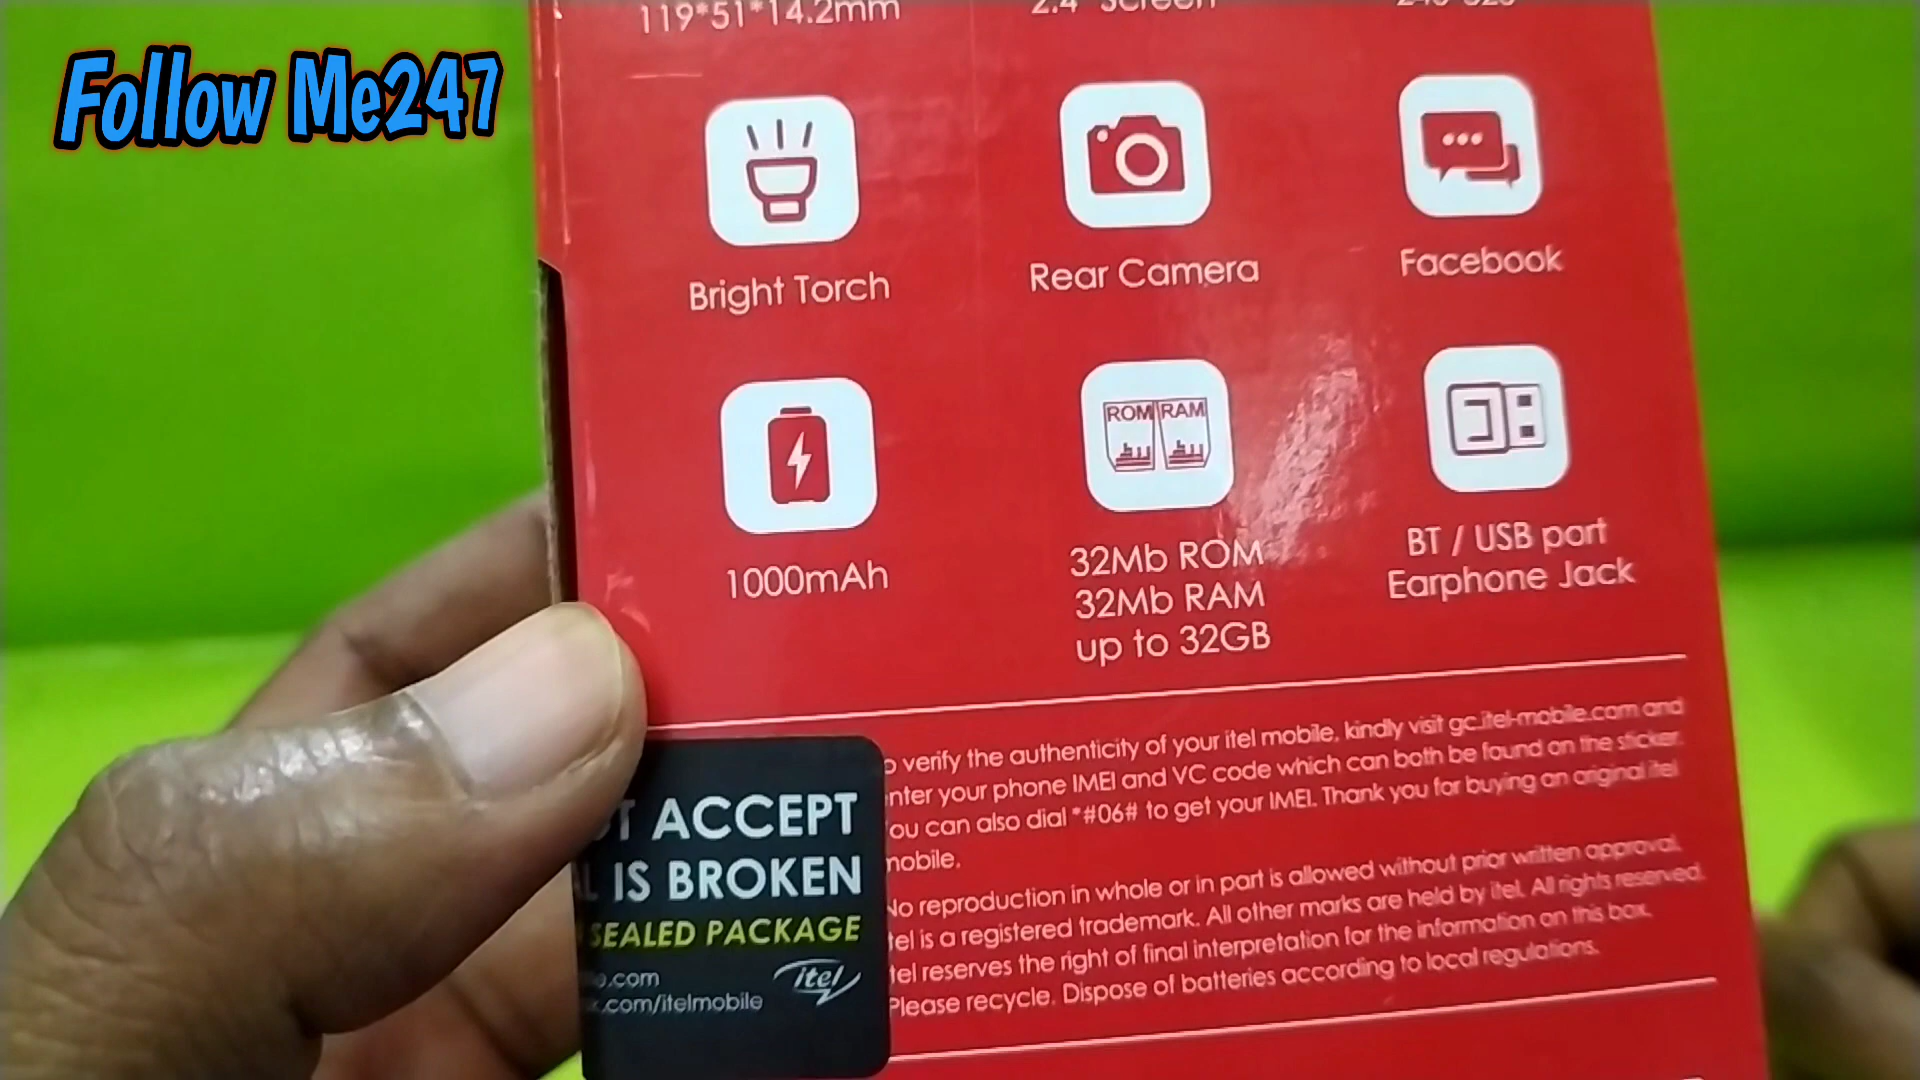 Follow Me247
119*51*14.2mm
2.4" Screen
Bright Torch
Rear Camera
Facebook
1000mAh
ROM RAM
32Mb ROM
32Mb RAM
up to 32GB
BT / USB port
Earphone Jack
o verify the authenticity of your itel mobile, kindly visit gc.itel-mobile.com and
nter your phone IMEI and VC code which can both be found on the sticker.
ou can also dial *#06# to get your IMEI. Thank you for buying an original itel
mobile.
No reproduction in whole or in part is allowed without prior written approval.
tel is a registered trademark. All other marks are held by itel. All rights reserved.
tel reserves the right of final interpretation for the information on this box.
Please recycle. Dispose of batteries according to local regulations.
T ACCEPT
L IS BROKEN
SEALED PACKAGE
.com
itel
.com/itelmobile